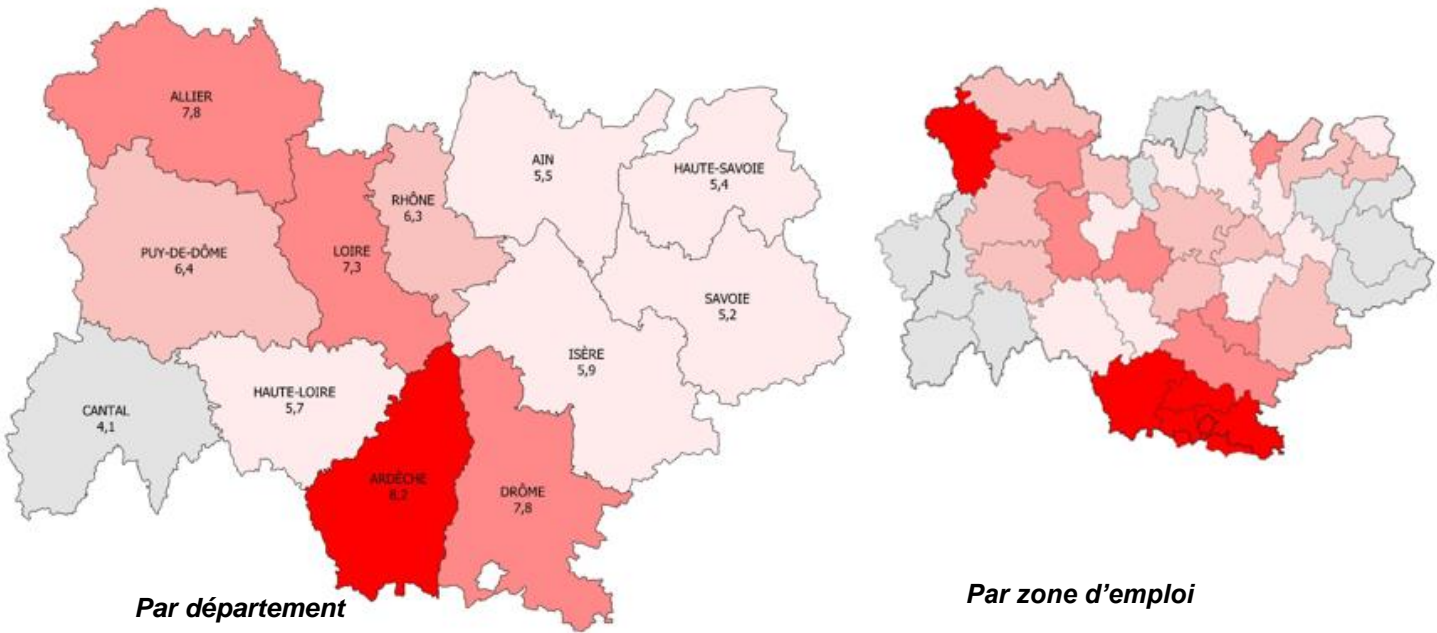 ALLIER
7,8
AIN
5,5
HAUTE-SAVOIE
5,4
RHÔNE
6,3
PUY-DE-DÔME
6,4
LOIRE
7,3
SAVOIE
5,2
ISÈRE
5,9
HAUTE-LOIRE
5,7
CANTAL
4,1
ARDÈCHE
8,2
DRÔME
7,8
Par département
Par zone d'emploi